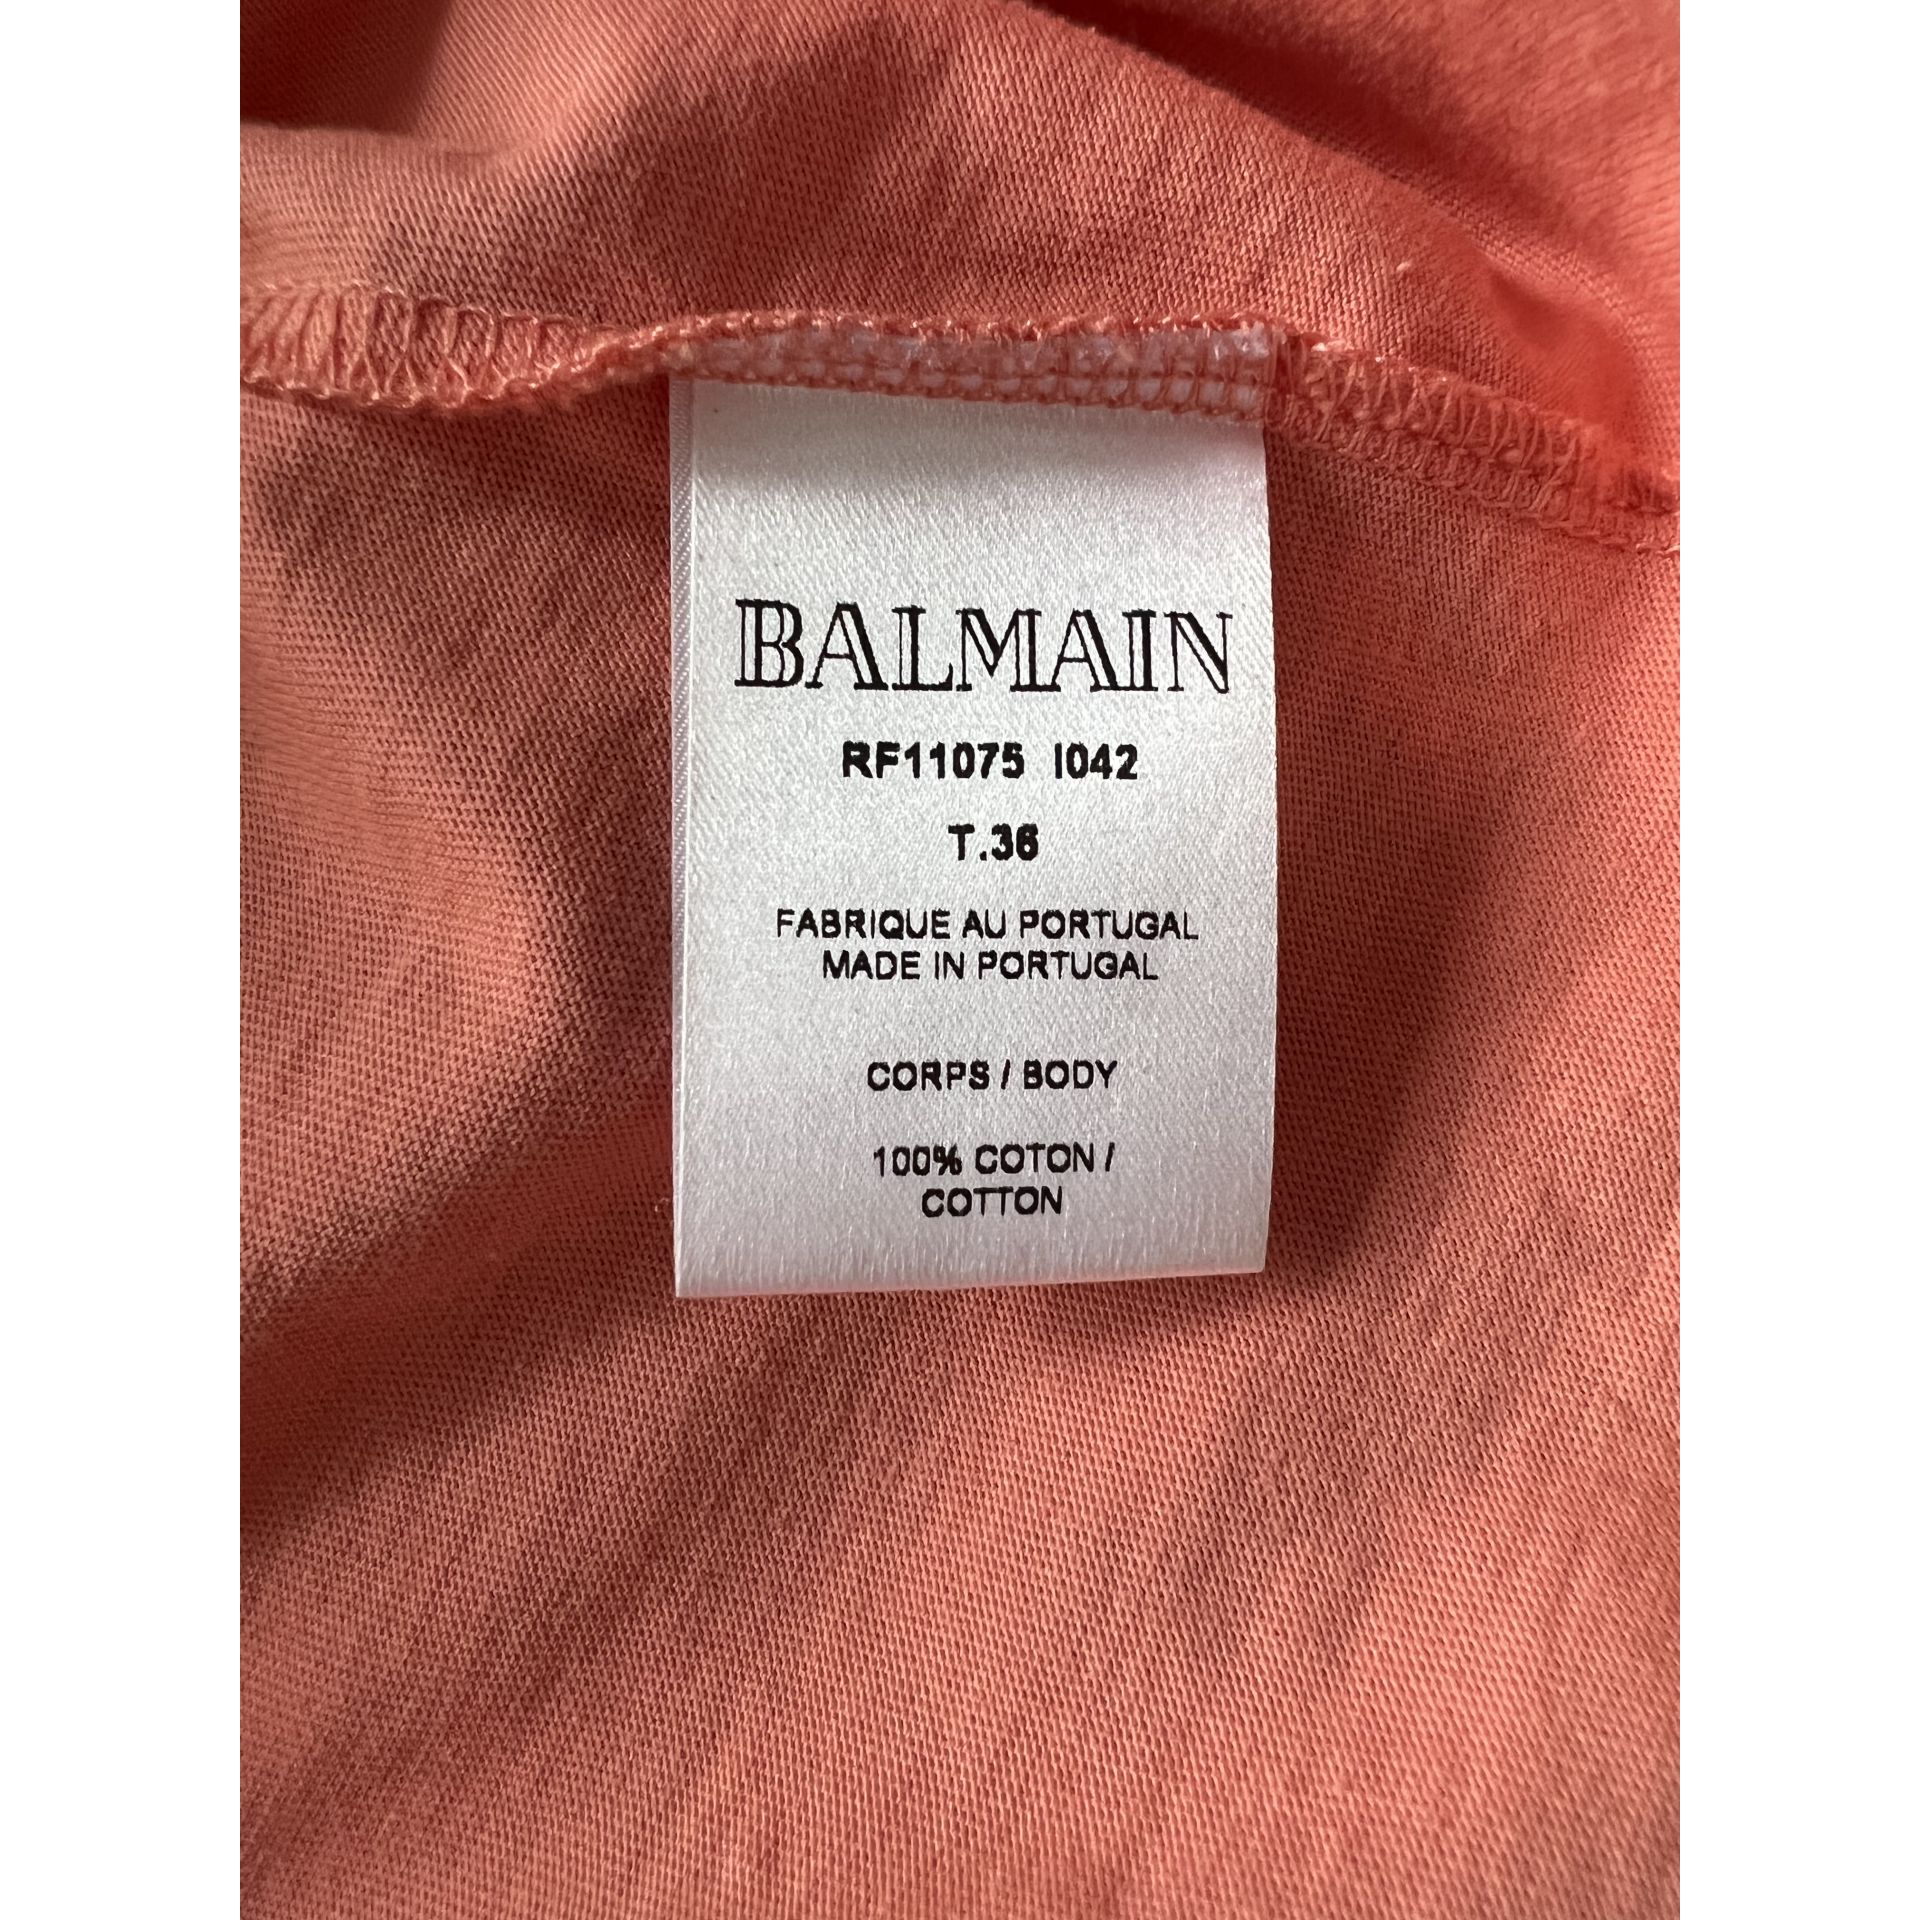 BALMAIN
RF11075 I042
T.36
FABRIQUE AU PORTUGAL
MADE IN PORTUGAL
CORPS / BODY
100% COTON /
COTTON